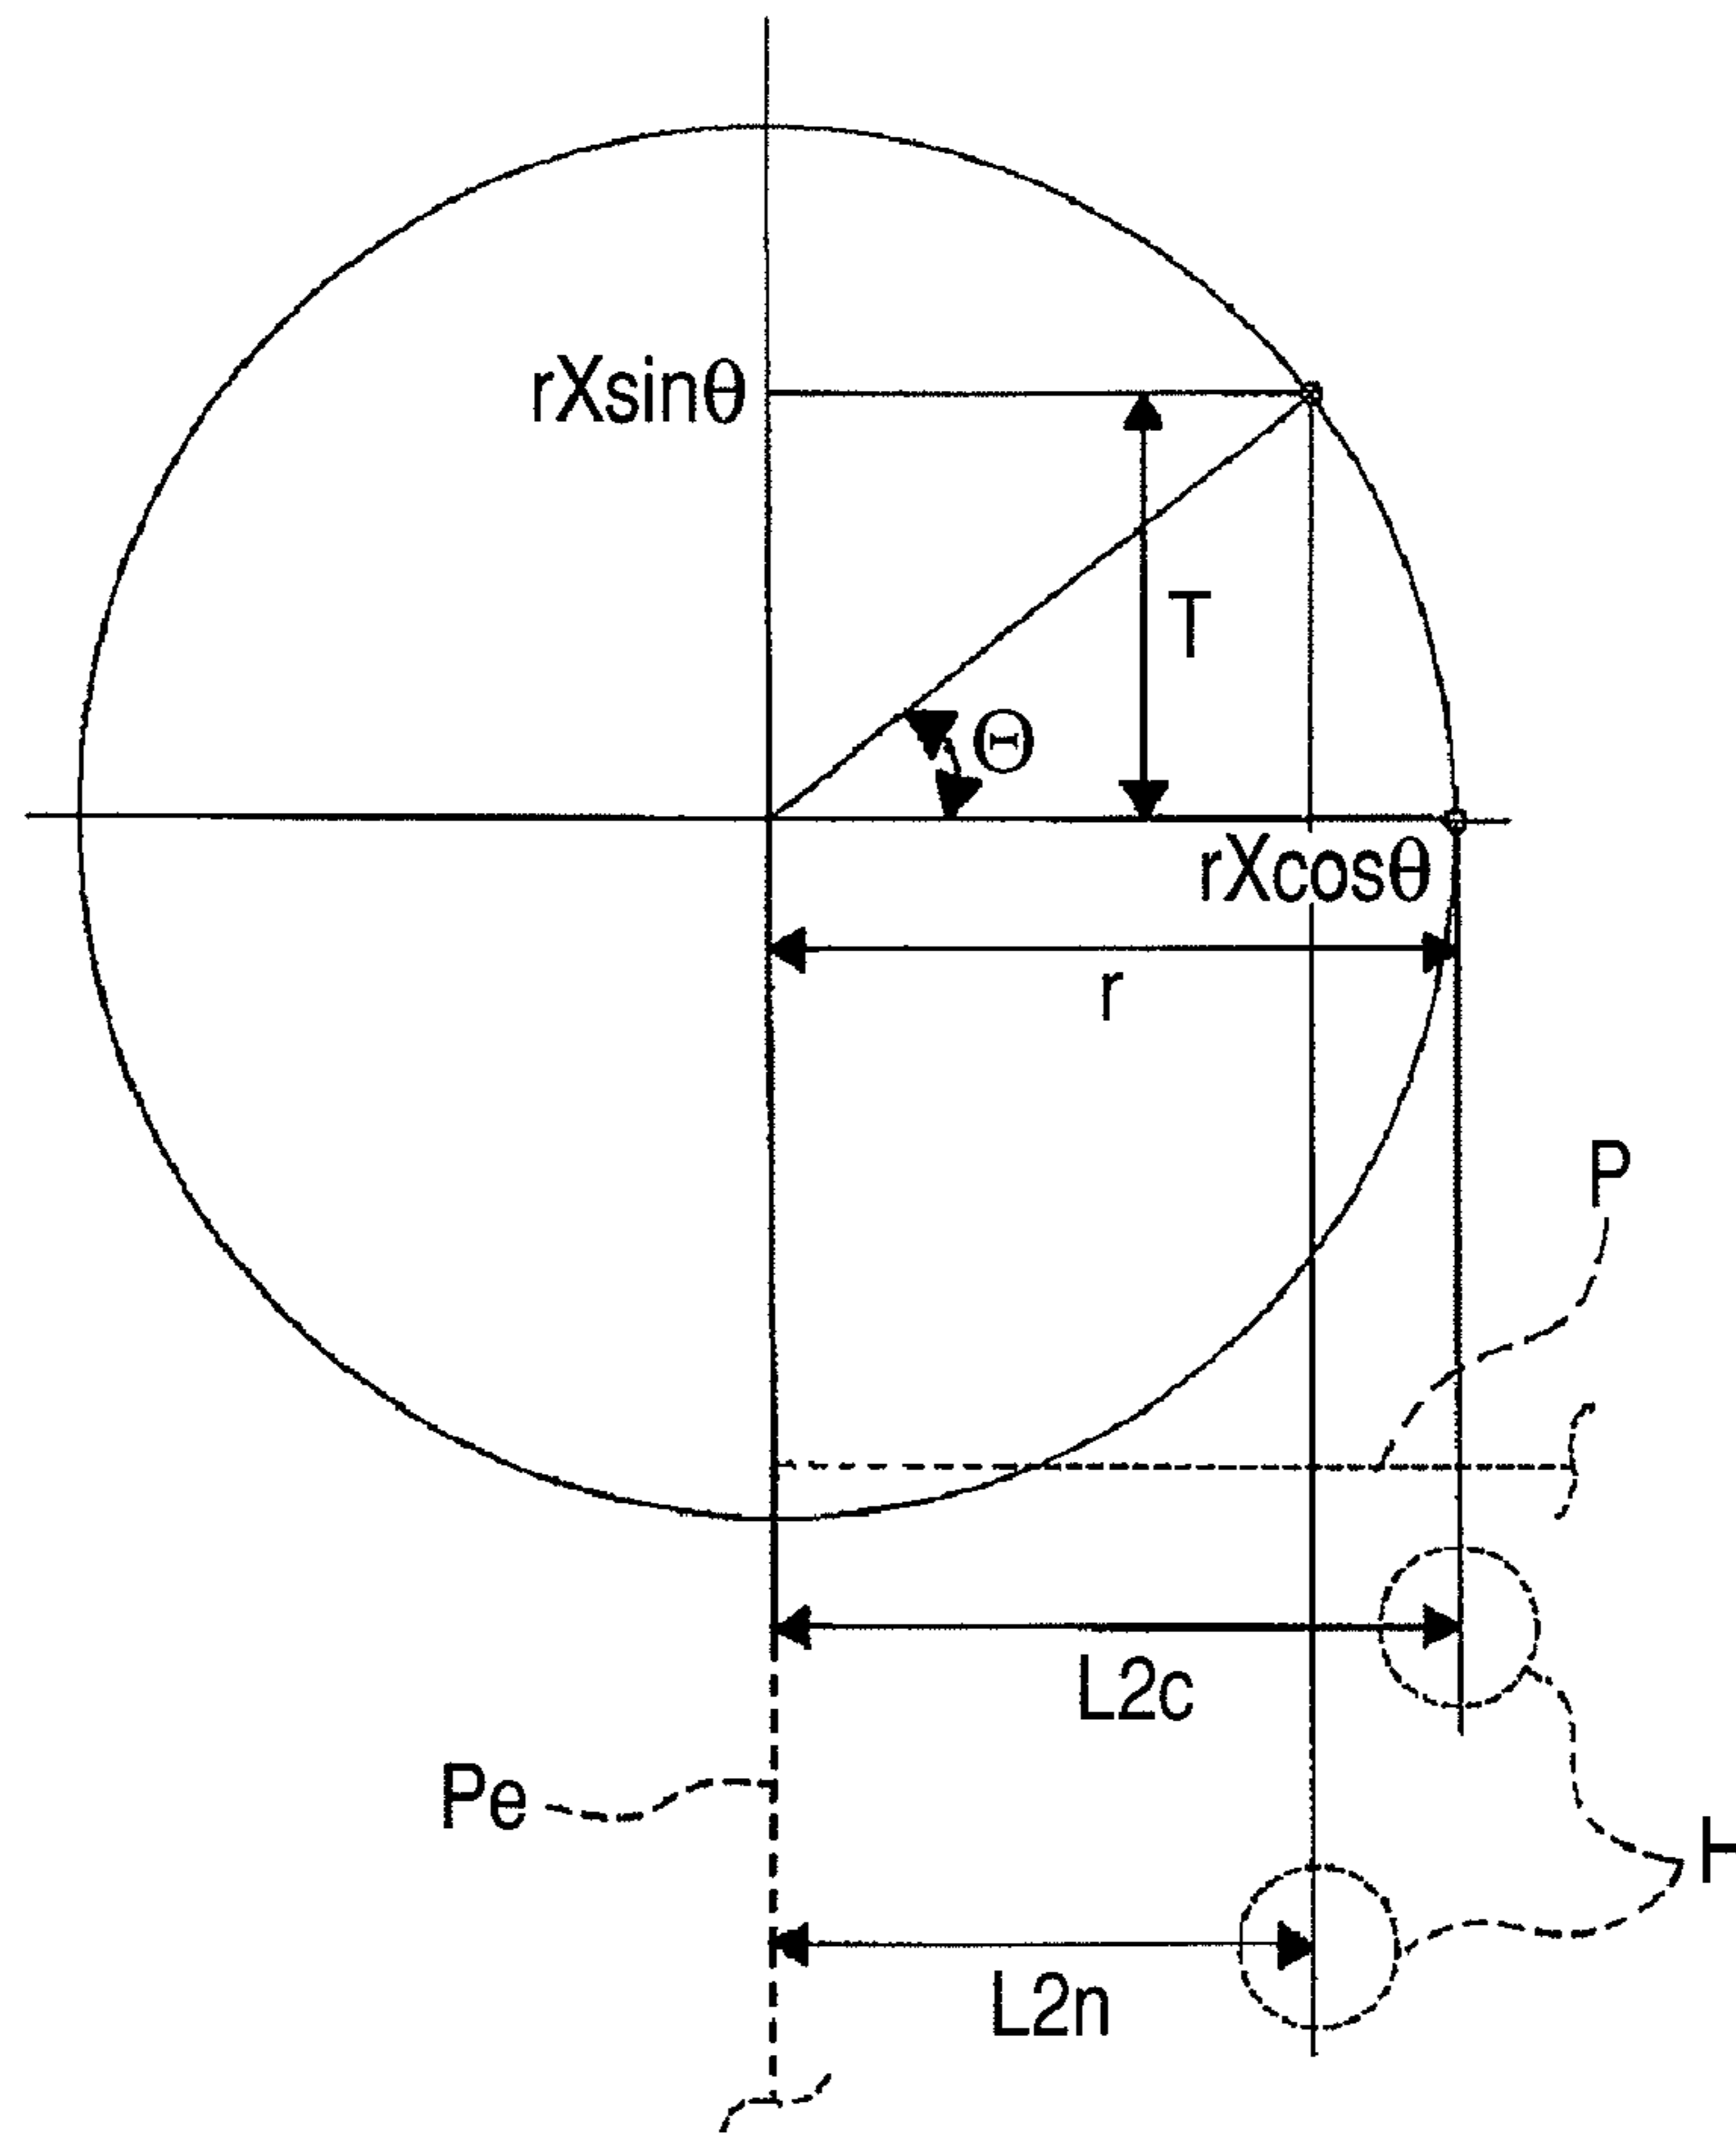 rXsinθ
T
Θ
rXcosθ
r
P
L2c
Pe
H
L2n